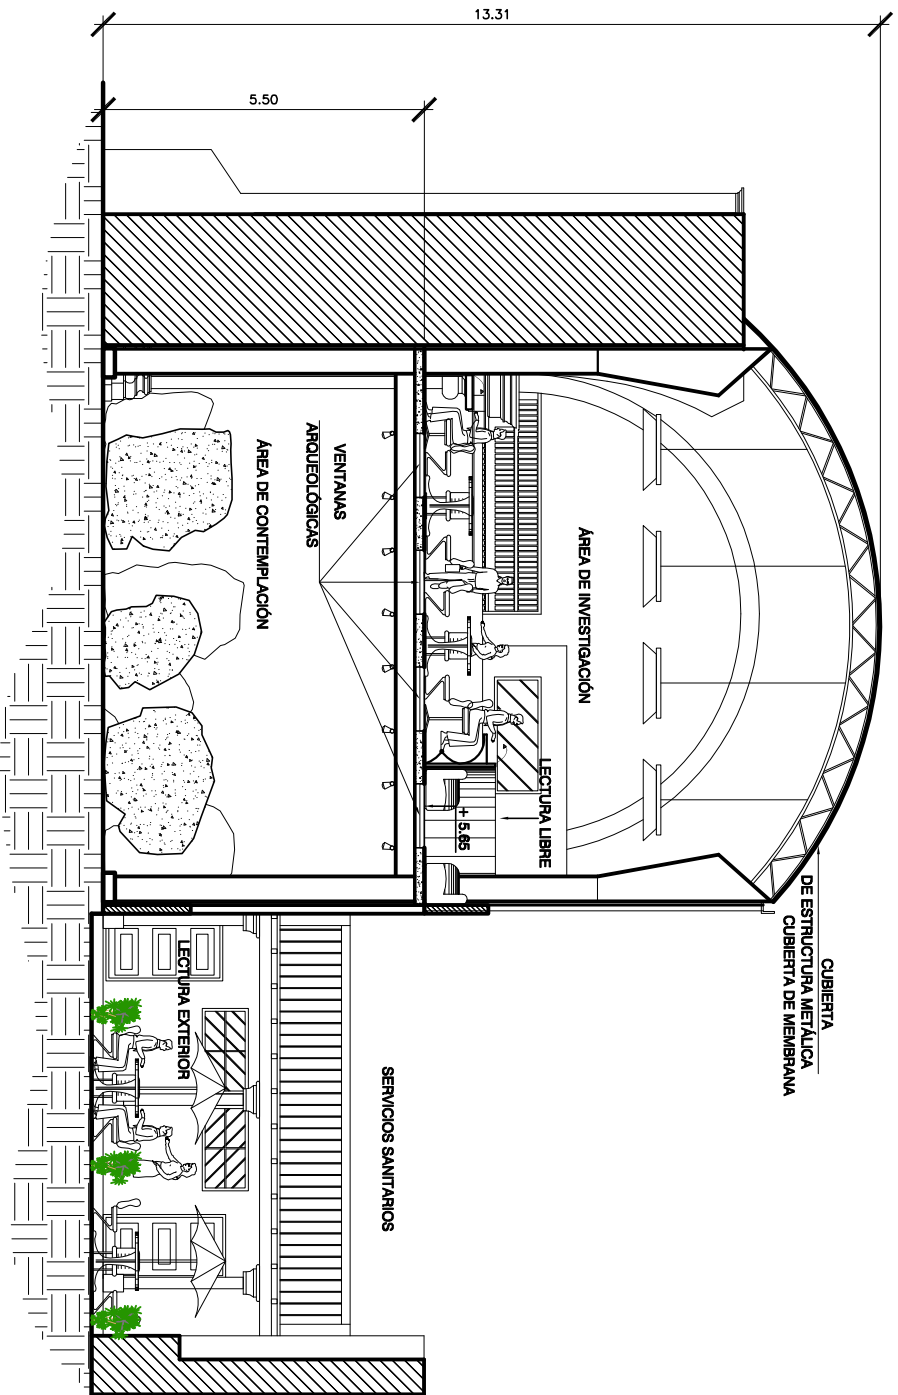 13.31
5.50
CUBIERTA
DE ESTRUCTURA METÁLICA
CUBIERTA DE MEMBRANA
ÁREA DE INVESTIGACIÓN
LECTURA LIBRE
+ 5.65
VENTANAS
ARQUEOLÓGICAS
ÁREA DE CONTEMPLACIÓN
SERVICIOS SANITARIOS
LECTURA EXTERIOR